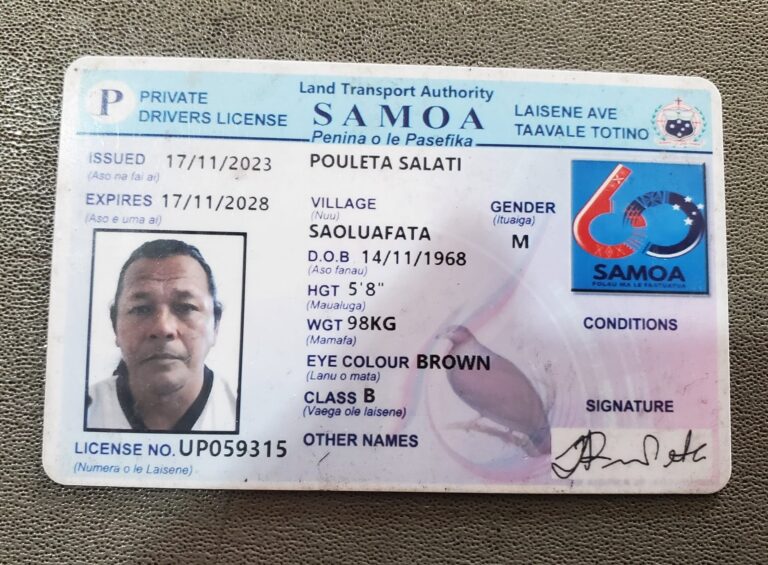 P PRIVATE
DRIVERS LICENSE
Land Transport Authority
SAMOA
Penina o le Pasefika
LAISENE AVE
TAAVALE TOTINO
ISSUED 17/11/2023
(Aso na fai ai)
EXPIRES 17/11/2028
(Aso e uma ai)
POULETA SALATI
VILLAGE
(Nuu)
SAOLUAFATA
GENDER
(Ituaiga)
M
D.O.B 14/11/1968
(Aso fanau)
HGT 5'8"
(Maualuga)
WGT 98KG
(Mamafa)
EYE COLOUR BROWN
(Lanu o mata)
CLASS B
(Vaega ole laisene)
OTHER NAMES
LICENSE NO. UP059315
(Numera o le Laisene)
60
SAMOA
CONDITIONS
SIGNATURE